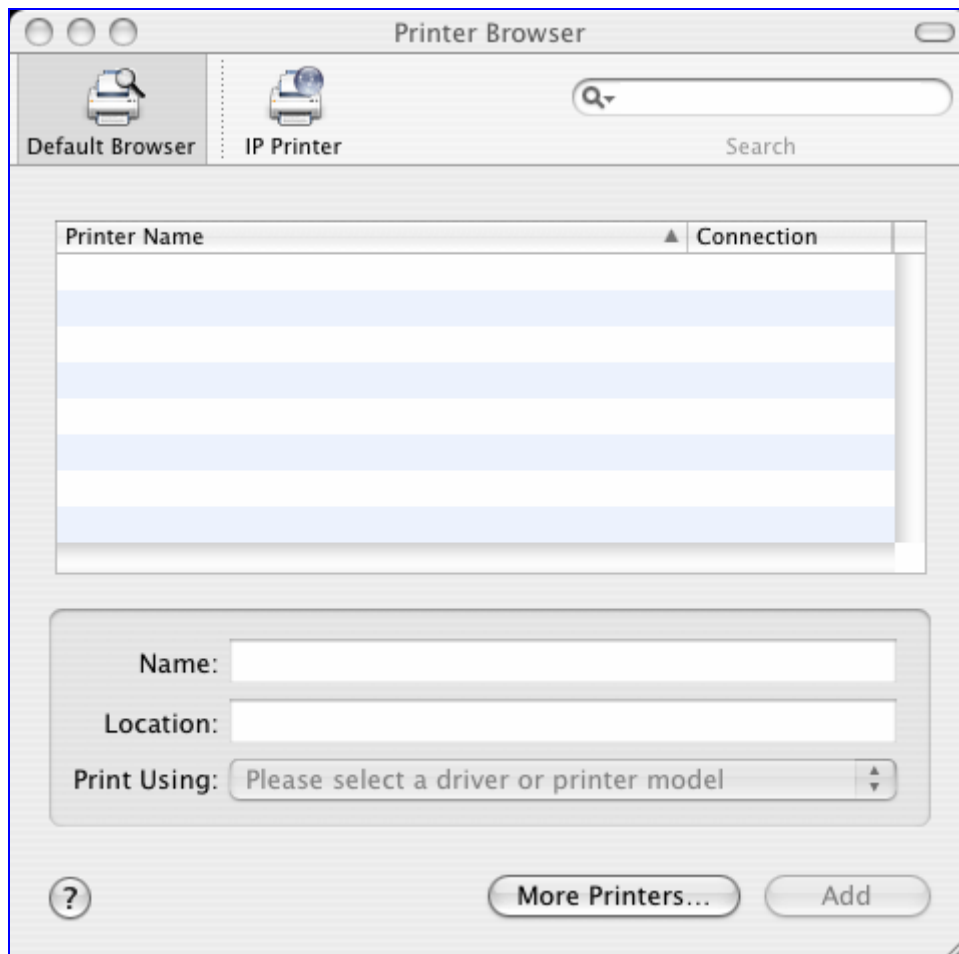 Printer Browser
Default Browser
IP Printer
Search
Printer Name
Connection
Name:
Location:
Print Using: Please select a driver or printer model
?
More Printers...
Add